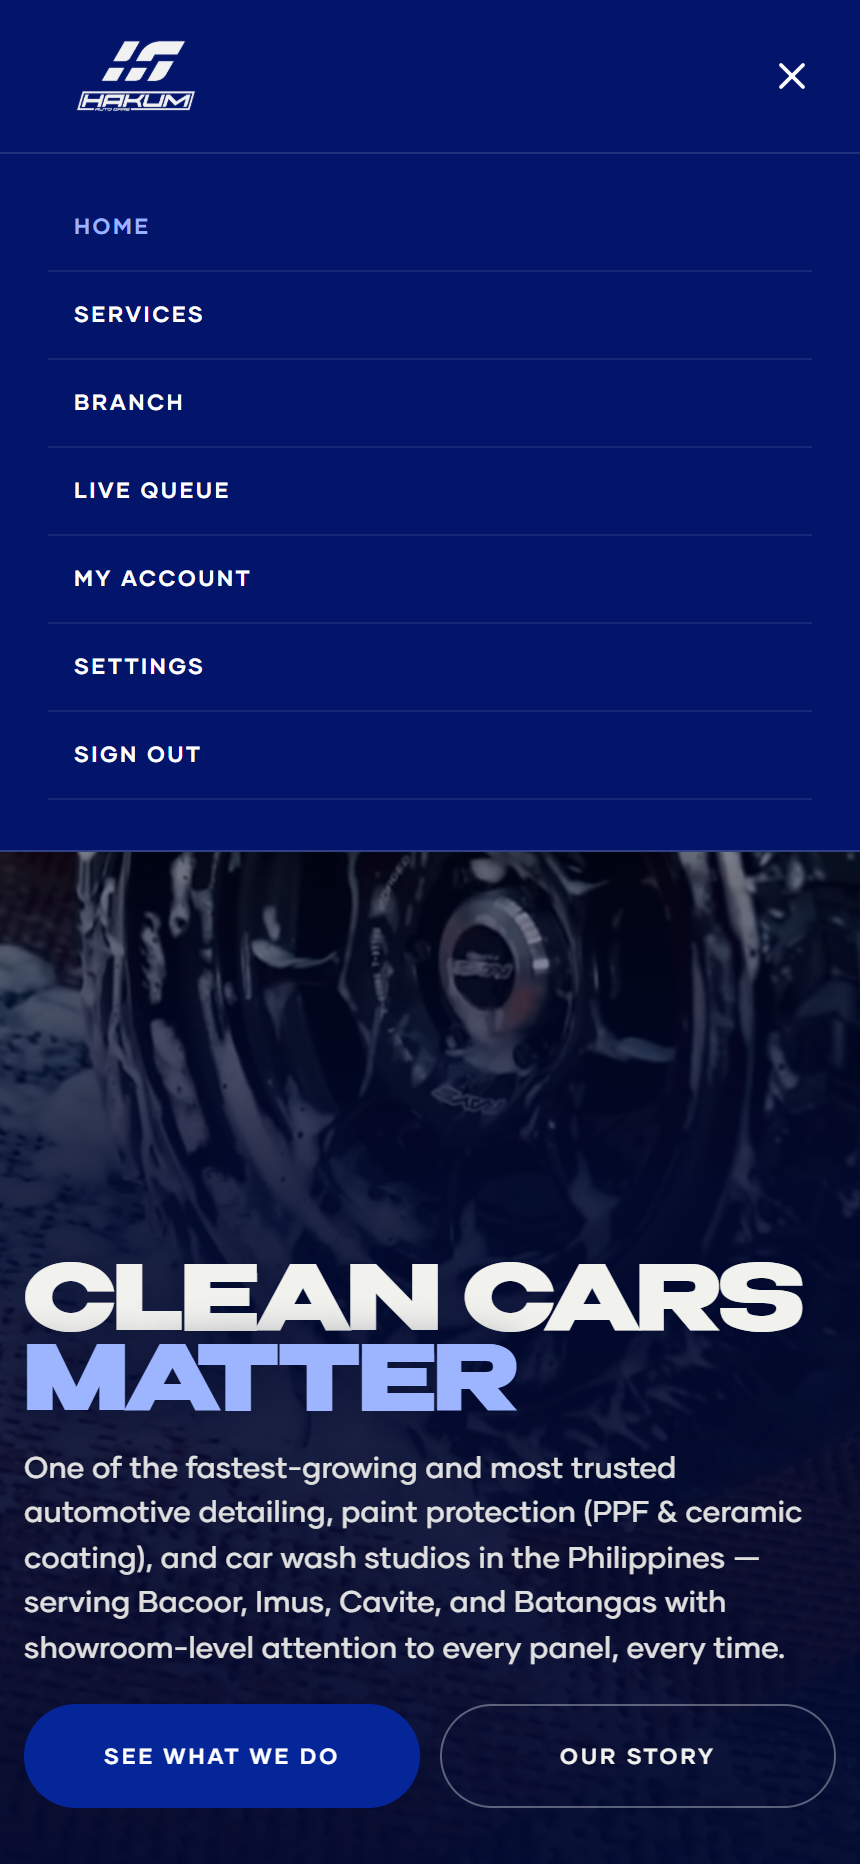 HAKUM
AUTO CARE
HOME
SERVICES
BRANCH
LIVE QUEUE
MY ACCOUNT
SETTINGS
SIGN OUT
CLEAN CARS
MATTER
One of the fastest-growing and most trusted
automotive detailing, paint protection (PPF & ceramic
coating), and car wash studios in the Philippines —
serving Bacoor, Imus, Cavite, and Batangas with
showroom-level attention to every panel, every time.
SEE WHAT WE DO
OUR STORY